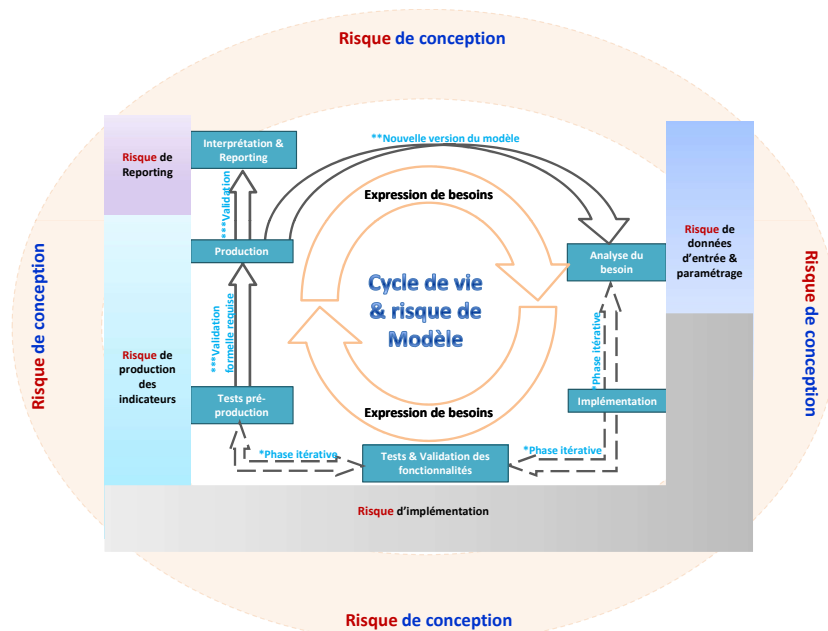 Risque de conception
**Nouvelle version du modèle
Interprétation &
Reporting
Risque de
Reporting
***Validation
Expression de besoins
Production
Analyse du
besoin
Risque de
données
d'entrée &
paramétrage
Risque de conception
Risque de conception
Cycle de vie
& risque de
Modèle
***Validation
formelle requise
*Phase itérative
Risque de
production
des
indicateurs
Tests pré-
production
Implémentation
Expression de besoins
*Phase itérative
Tests & Validation des
fonctionnalités
*Phase itérative
Risque d'implémentation
Risque de conception